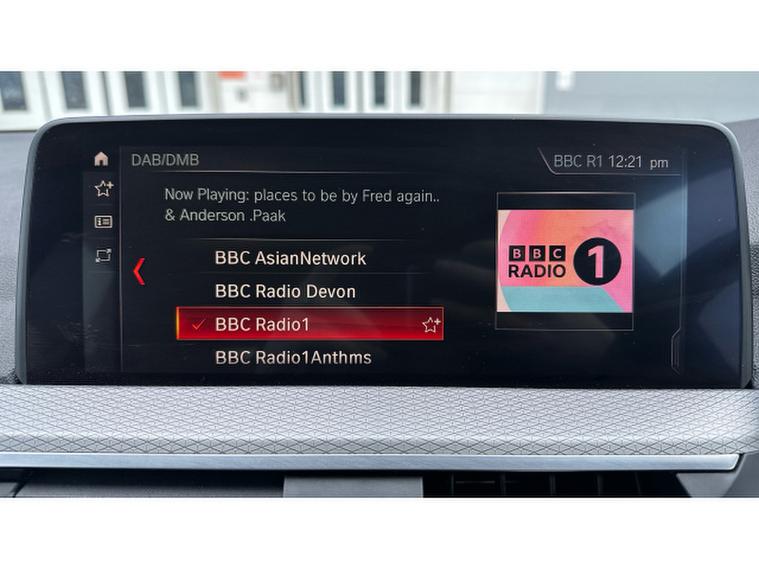 DAB/DMB
BBC R1 12:21 pm
Now Playing: places to be by Fred again..
& Anderson .Paak
BBC AsianNetwork
BBC Radio Devon
BBC Radio1
BBC Radio1Anthms
BBC
RADIO 1